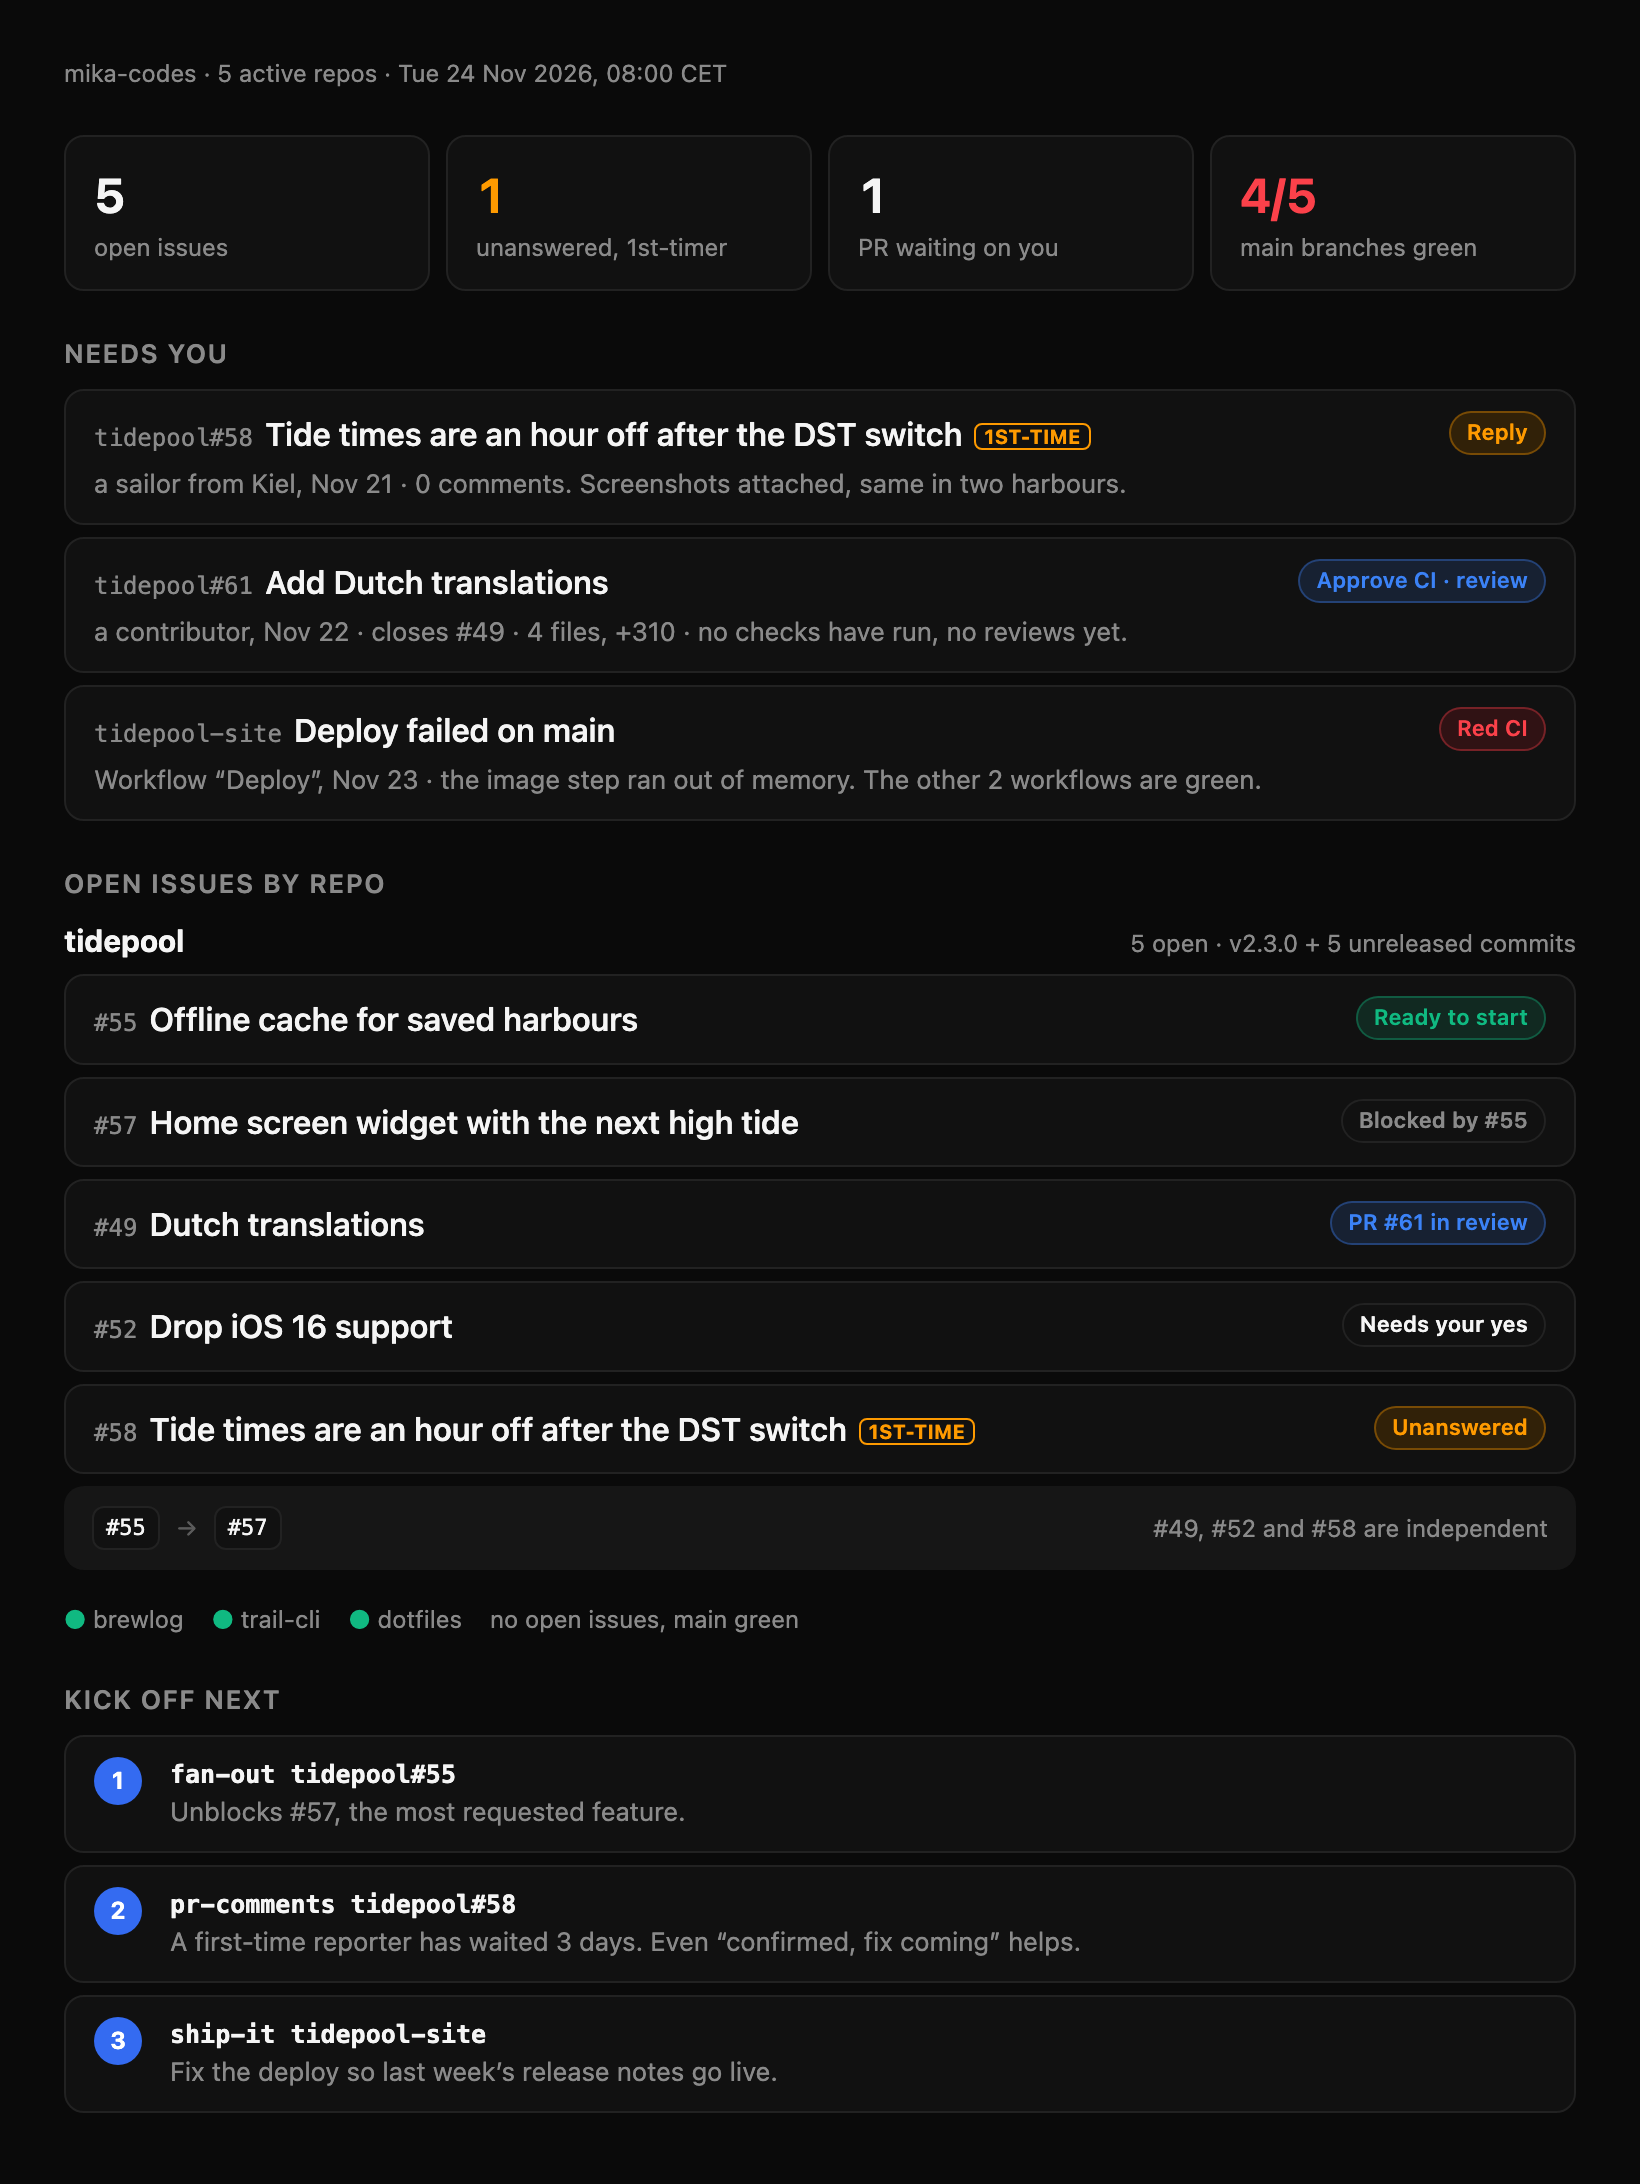 mika-codes · 5 active repos · Tue 24 Nov 2026, 08:00 CET
5
open issues
1
unanswered, 1st-timer
1
PR waiting on you
4/5
main branches green
NEEDS YOU
tidepool#58 Tide times are an hour off after the DST switch 1ST-TIME Reply
a sailor from Kiel, Nov 21 · 0 comments. Screenshots attached, same in two harbours.
tidepool#61 Add Dutch translations Approve CI · review
a contributor, Nov 22 · closes #49 · 4 files, +310 · no checks have run, no reviews yet.
tidepool-site Deploy failed on main Red CI
Workflow “Deploy”, Nov 23 · the image step ran out of memory. The other 2 workflows are green.
OPEN ISSUES BY REPO
tidepool 5 open · v2.3.0 + 5 unreleased commits
#55 Offline cache for saved harbours Ready to start
#57 Home screen widget with the next high tide Blocked by #55
#49 Dutch translations PR #61 in review
#52 Drop iOS 16 support Needs your yes
#58 Tide times are an hour off after the DST switch 1ST-TIME Unanswered
#55 → #57 #49, #52 and #58 are independent
brewlog trail-cli dotfiles no open issues, main green
KICK OFF NEXT
1 fan-out tidepool#55
Unblocks #57, the most requested feature.
2 pr-comments tidepool#58
A first-time reporter has waited 3 days. Even “confirmed, fix coming” helps.
3 ship-it tidepool-site
Fix the deploy so last week’s release notes go live.